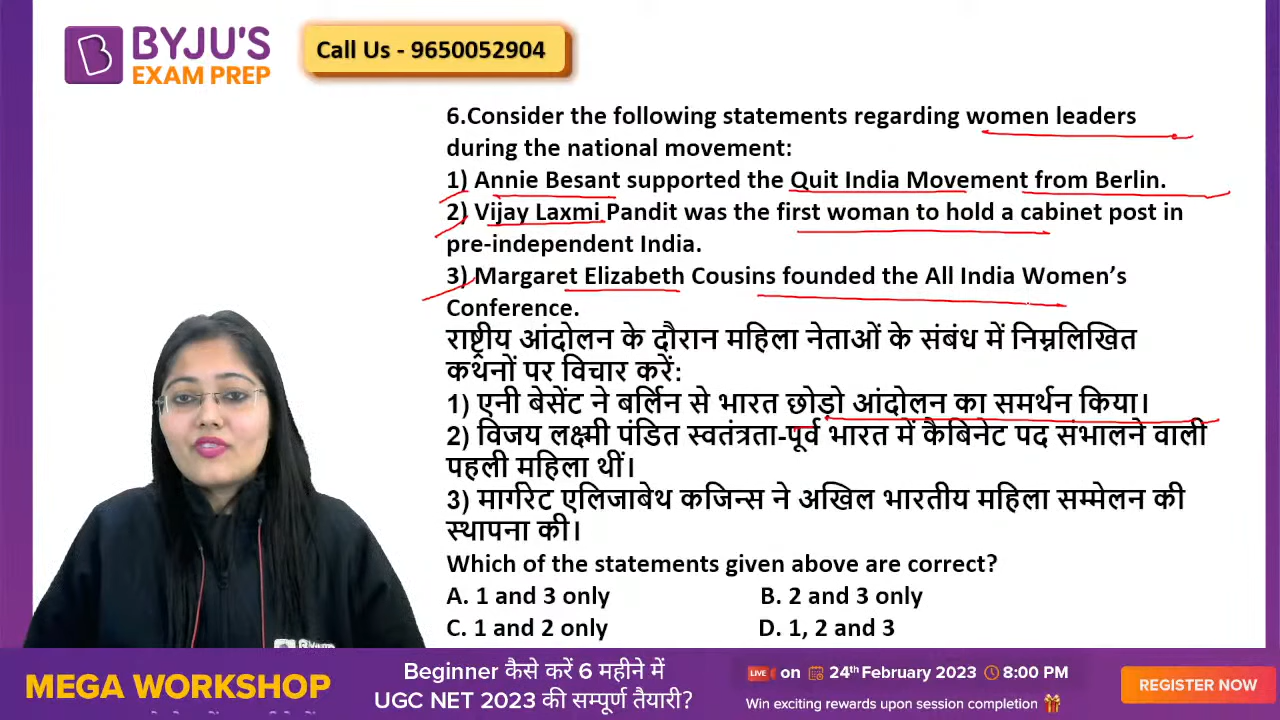 BYJU'S
EXAM PREP
Call Us - 9650052904
6.Consider the following statements regarding women leaders
during the national movement:
1) Annie Besant supported the Quit India Movement from Berlin.
2) Vijay Laxmi Pandit was the first woman to hold a cabinet post in
pre-independent India.
3) Margaret Elizabeth Cousins founded the All India Women's
Conference.
राष्ट्रीय आंदोलन के दौरान महिला नेताओं के संबंध में निम्नलिखित
कथनों पर विचार करें:
1) एनी बेसेंट ने बर्लिन से भारत छोड़ो आंदोलन का समर्थन किया।
2) विजय लक्ष्मी पंडित स्वतंत्रता-पूर्व भारत में कैबिनेट पद संभालने वाली
पहली महिला थीं।
3) मार्गरेट एलिजाबेथ कजिन्स ने अखिल भारतीय महिला सम्मेलन की
स्थापना की।
Which of the statements given above are correct?
A. 1 and 3 only B. 2 and 3 only
C. 1 and 2 only D. 1, 2 and 3
BYJU'S
MEGA WORKSHOP
Beginner कैसे करें 6 महीने में
UGC NET 2023 की सम्पूर्ण तैयारी?
LIVE on 24th February 2023 8:00 PM
Win exciting rewards upon session completion
REGISTER NOW